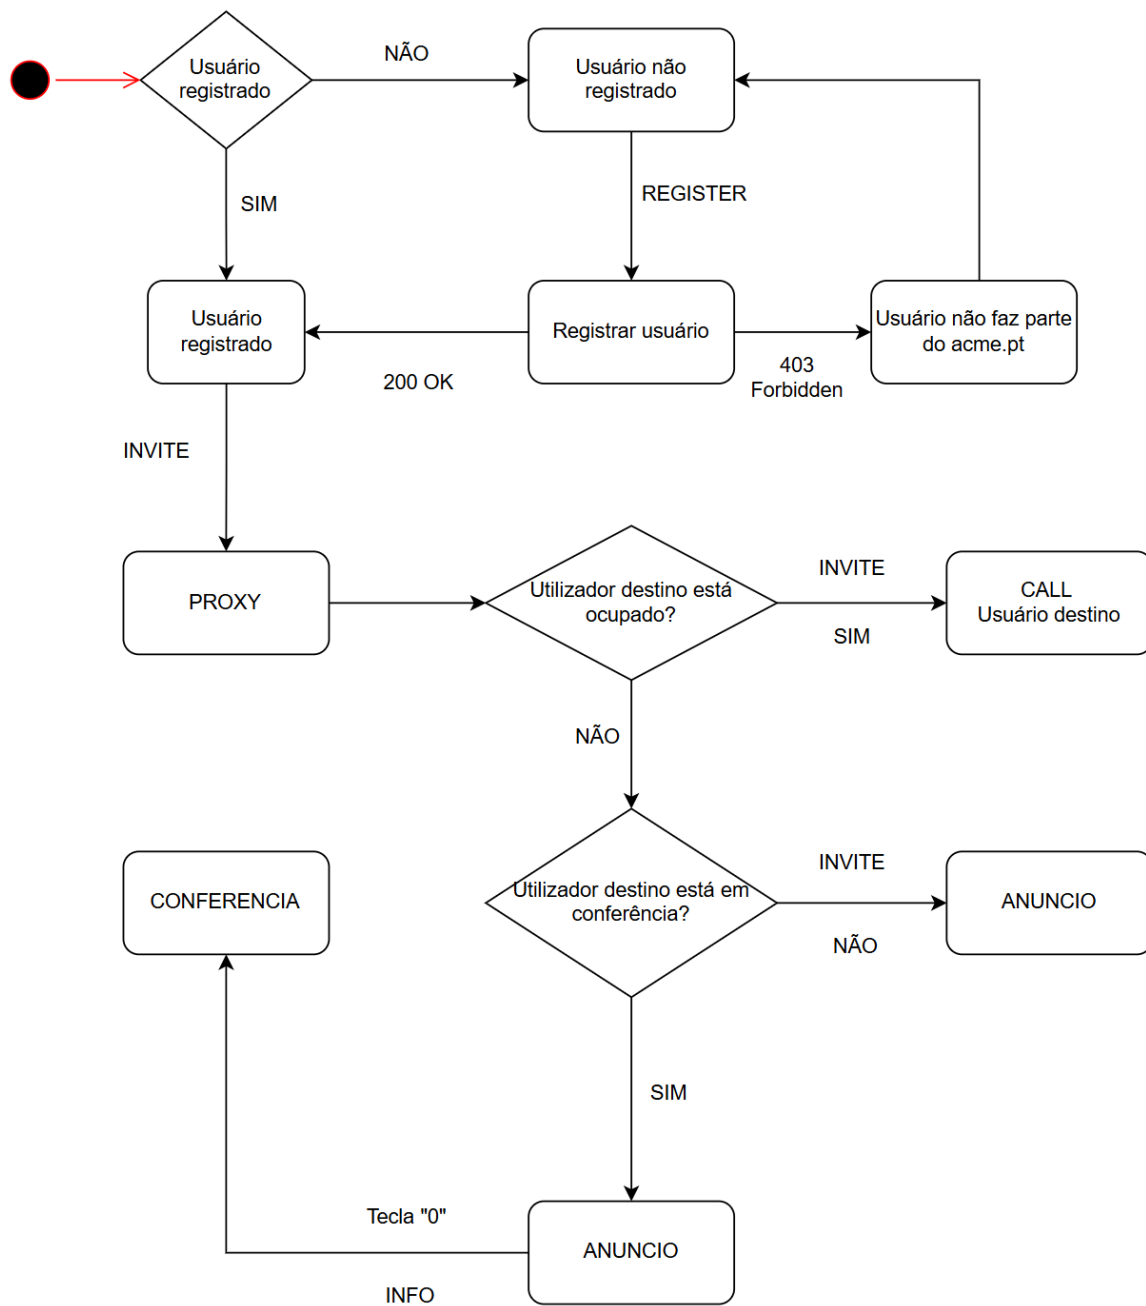 Usuário
registrado
NÃO
Usuário não
registrado
SIM
REGISTER
Usuário
registrado
Registrar usuário
Usuário não faz parte
do acme.pt
200 OK
403
Forbidden
INVITE
PROXY
Utilizador destino está
ocupado?
INVITE
SIM
CALL
Usuário destino
NÃO
CONFERENCIA
Utilizador destino está em
conferência?
INVITE
NÃO
ANUNCIO
SIM
Tecla "0"
INFO
ANUNCIO